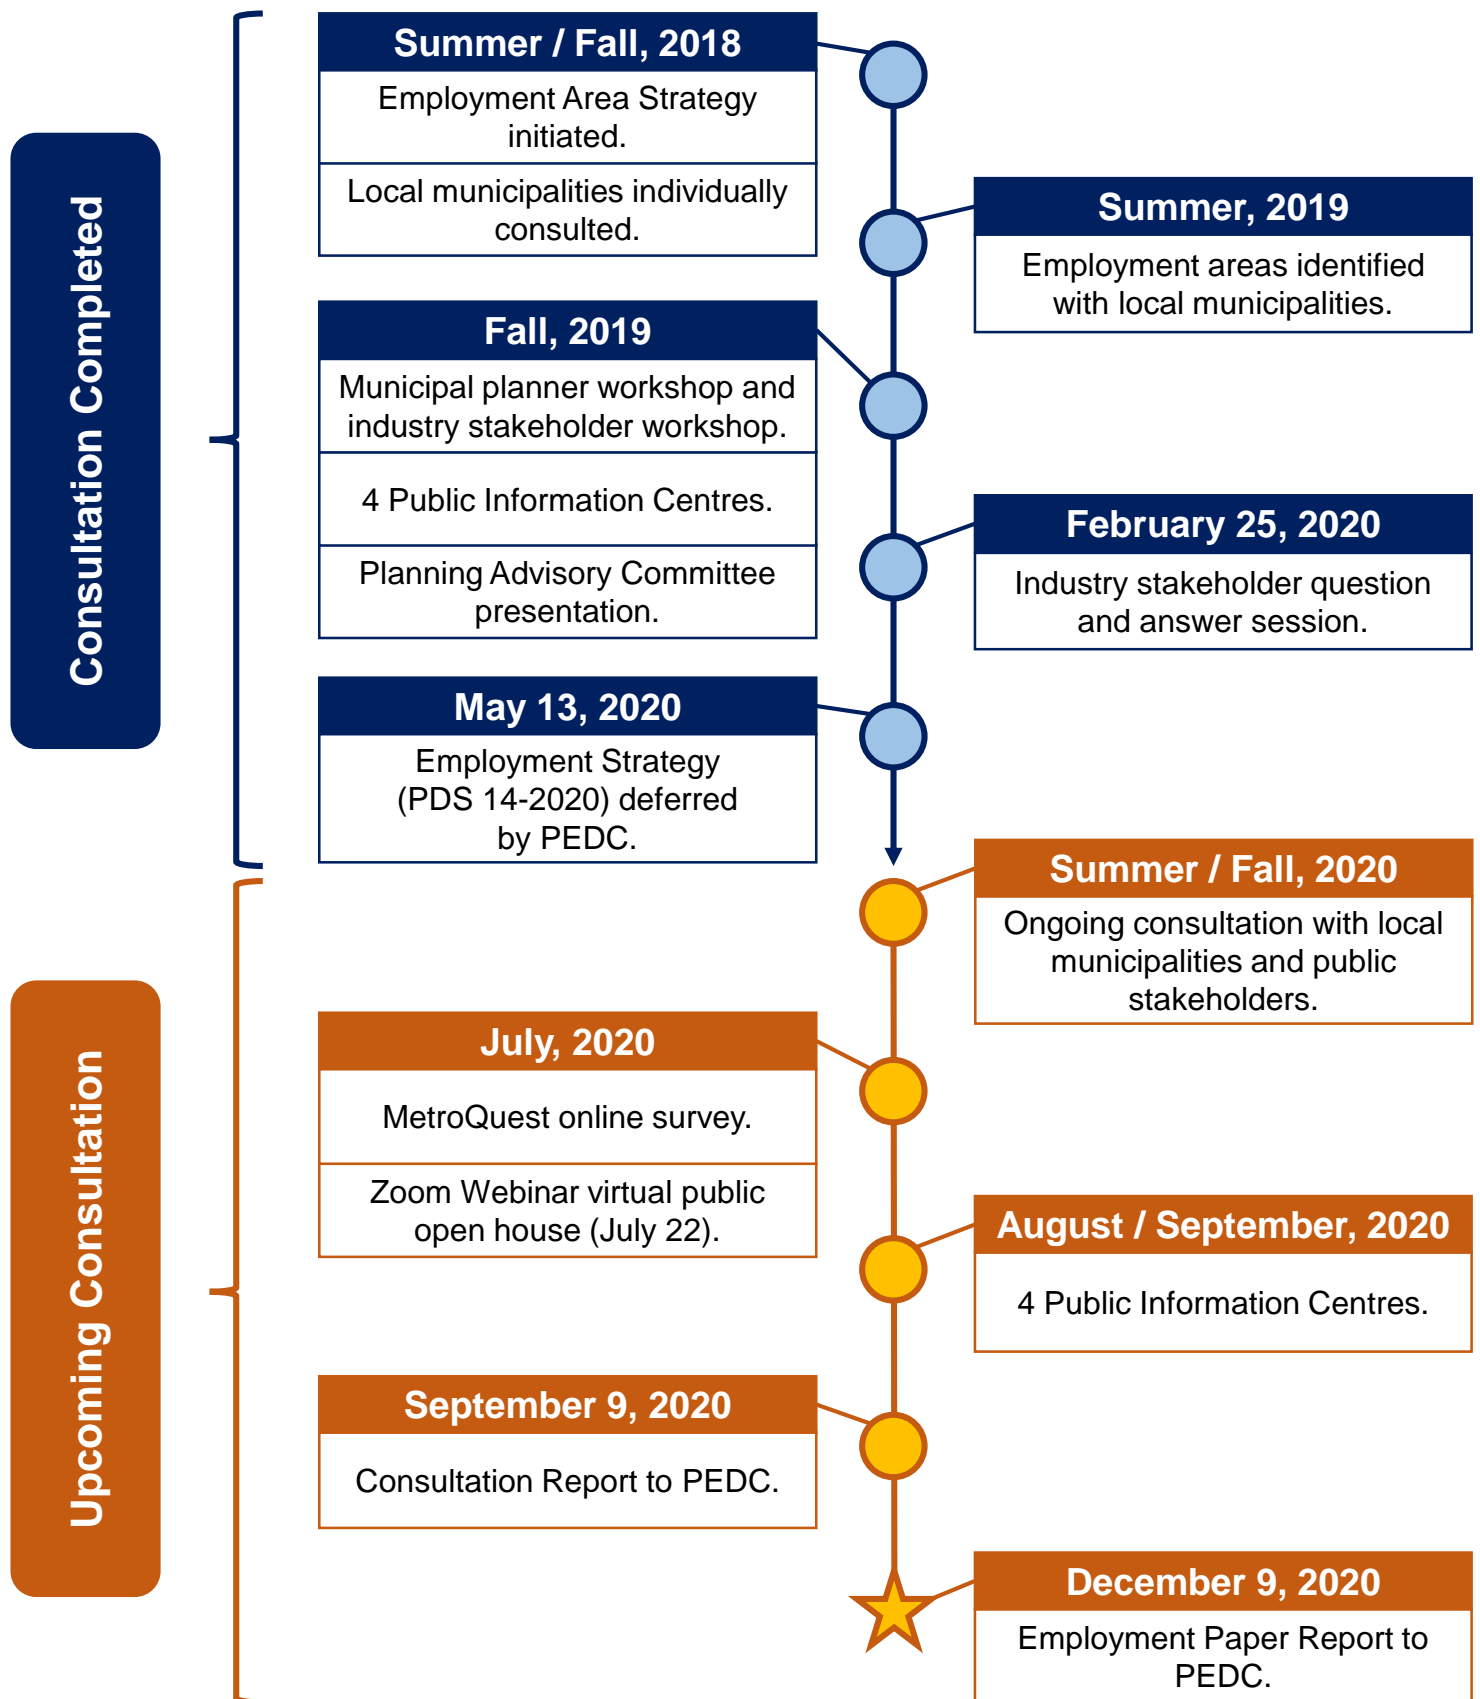 Consultation Completed
Summer / Fall, 2018
Employment Area Strategy
initiated.
Local municipalities individually
consulted.
Summer, 2019
Employment areas identified
with local municipalities.
Fall, 2019
Municipal planner workshop and
industry stakeholder workshop.
4 Public Information Centres.
Planning Advisory Committee
presentation.
February 25, 2020
Industry stakeholder question
and answer session.
May 13, 2020
Employment Strategy
(PDS 14-2020) deferred
by PEDC.
Upcoming Consultation
Summer / Fall, 2020
Ongoing consultation with local
municipalities and public
stakeholders.
July, 2020
MetroQuest online survey.
Zoom Webinar virtual public
open house (July 22).
August / September, 2020
4 Public Information Centres.
September 9, 2020
Consultation Report to PEDC.
December 9, 2020
Employment Paper Report to
PEDC.